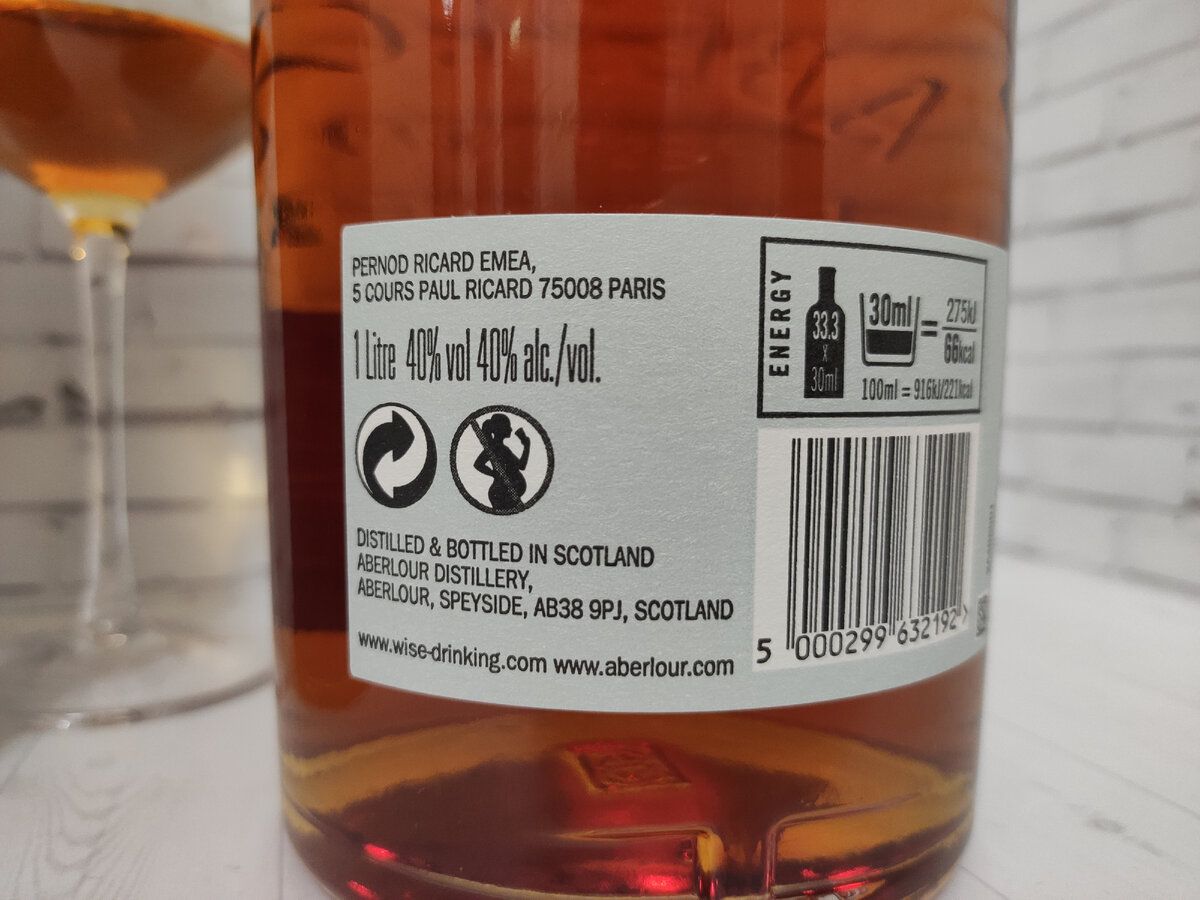 PERNOD RICARD EMEA,
5 COURS PAUL RICARD 75008 PARIS
1 Litre 40% vol 40% alc./vol.
DISTILLED & BOTTLED IN SCOTLAND
ABERLOUR DISTILLERY,
ABERLOUR, SPEYSIDE, AB38 9PJ, SCOTLAND
www.wise-drinking.com www.aberlour.com
ENERGY
33.3
x
30ml
30ml = 275kJ
66kcal
100ml = 916kJ/221kcal
5 000299 632192 >